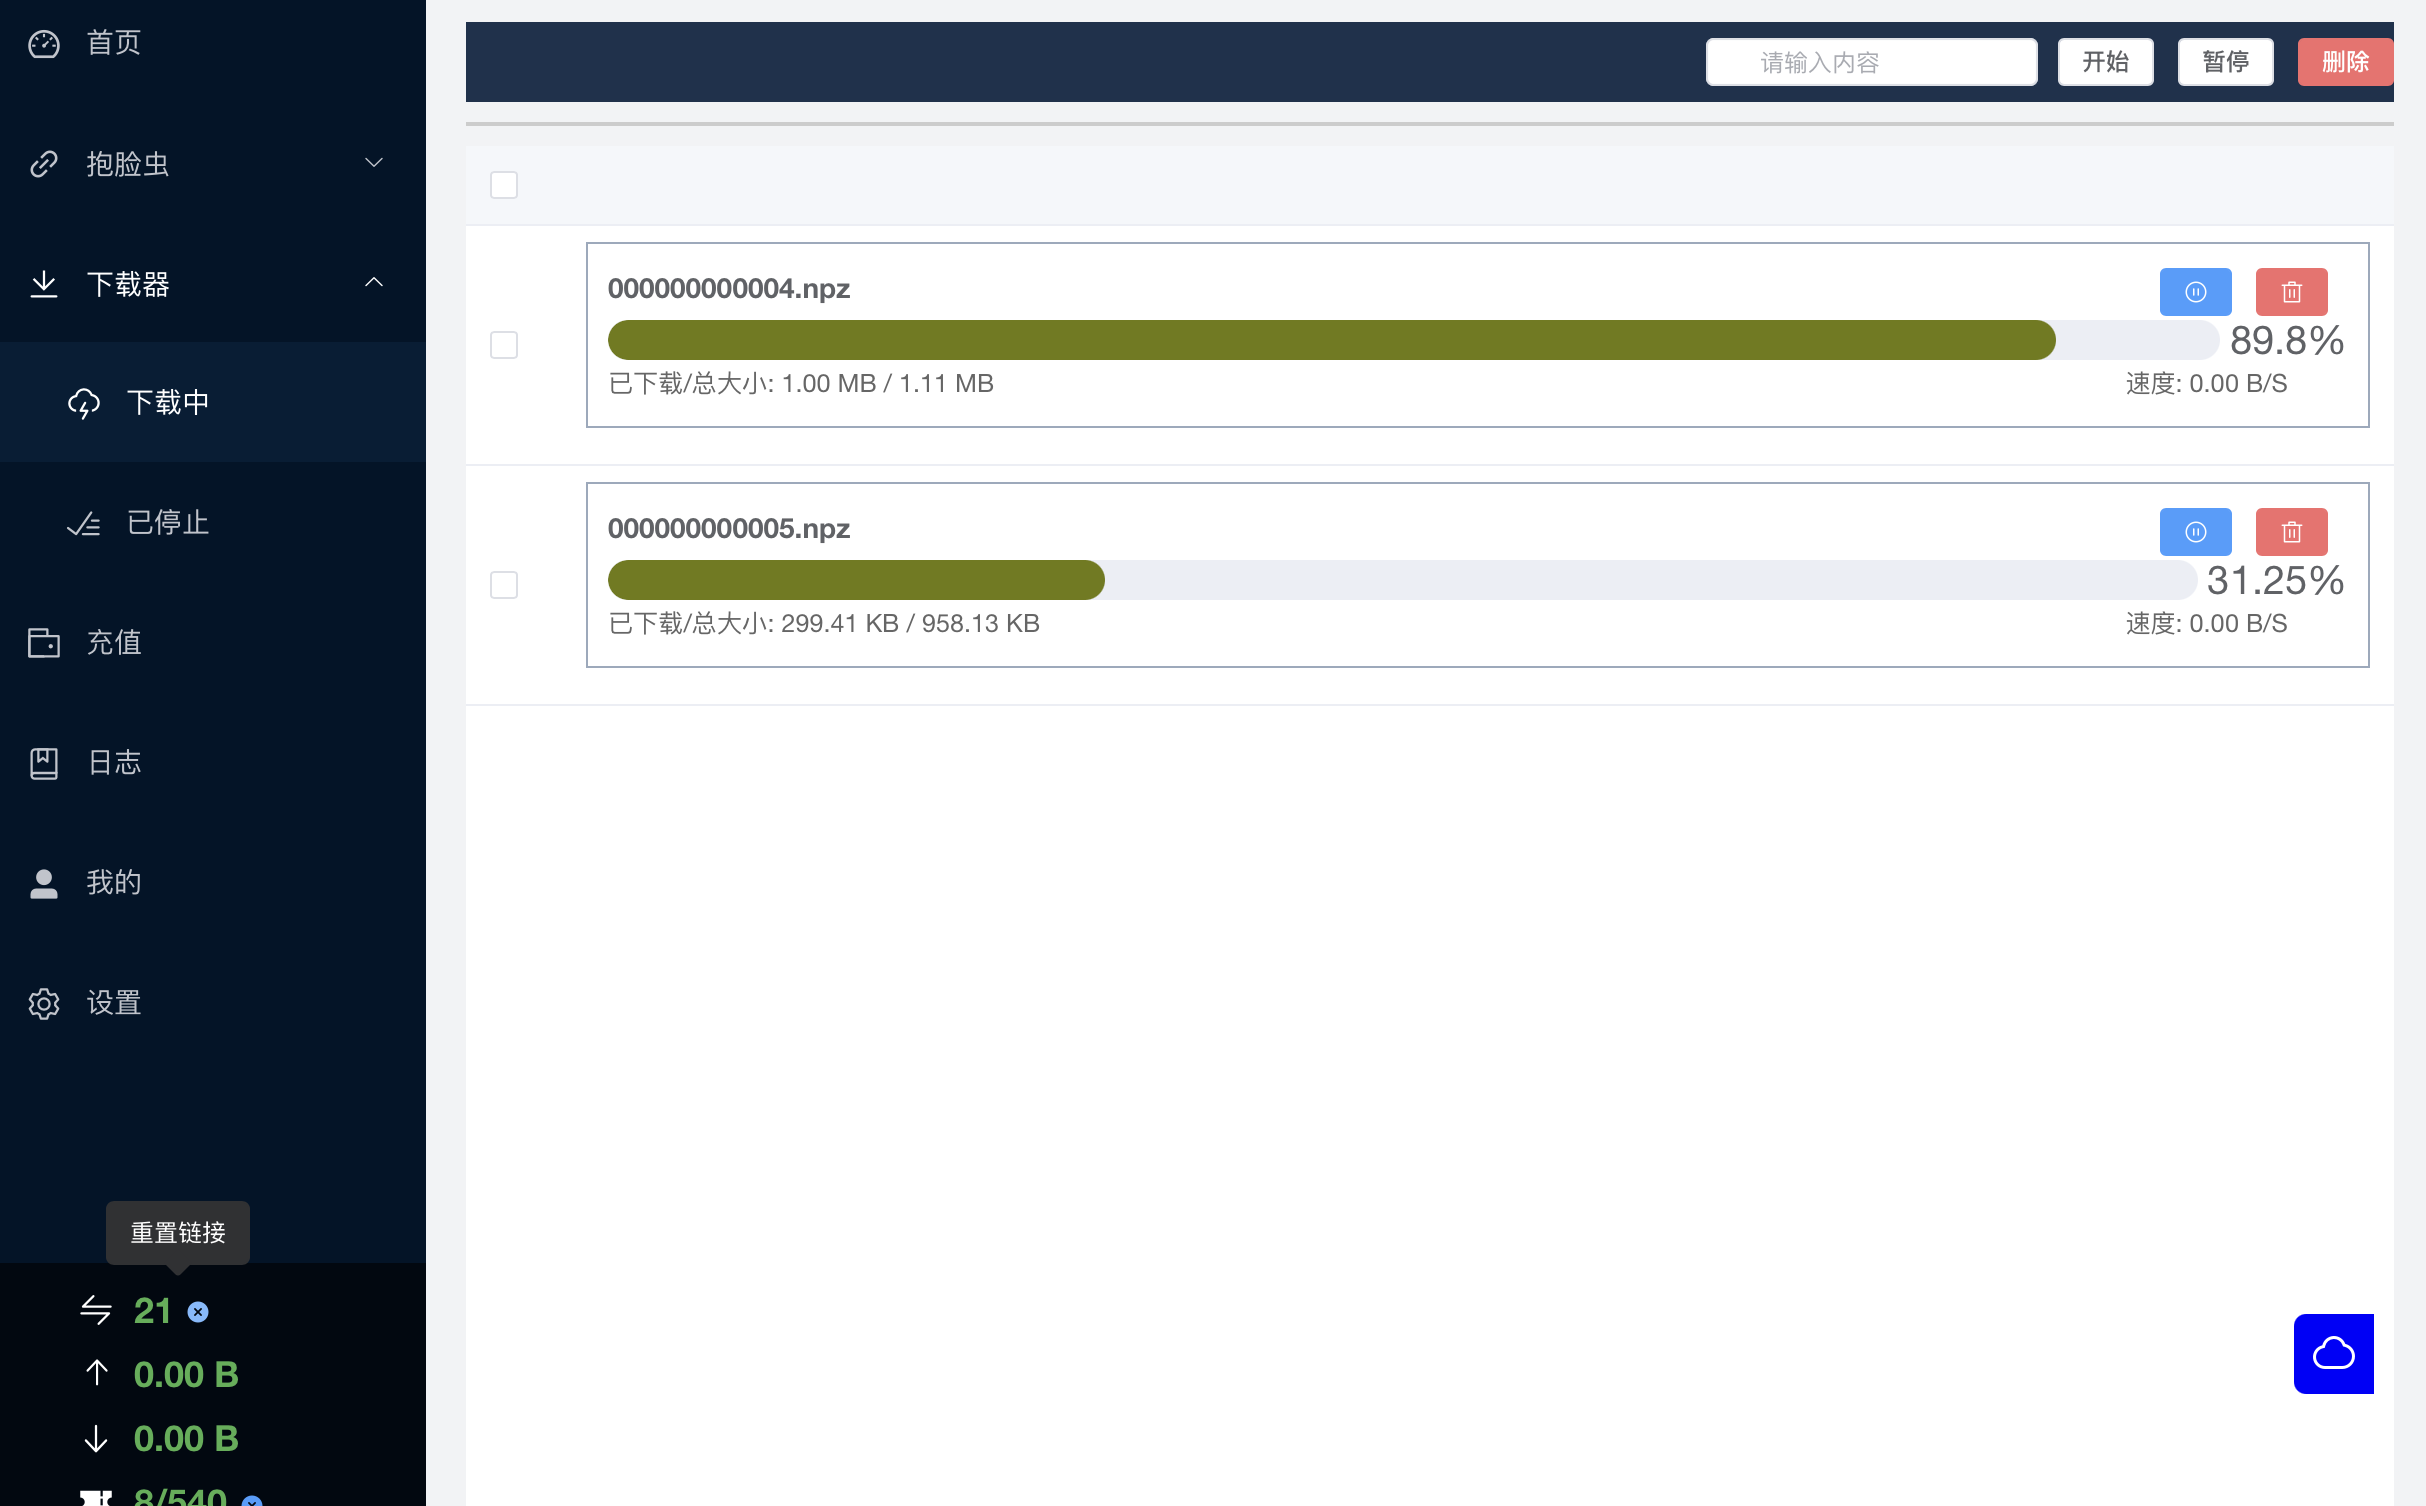 首页
抱脸虫
下载器
下载中
已停止
充值
日志
我的
设置
重置链接
21
0.00 B
0.00 B
8/540
请输入内容
开始
暂停
删除
000000000004.npz
89.8%
已下载/总大小: 1.00 MB / 1.11 MB
速度: 0.00 B/S
000000000005.npz
31.25%
已下载/总大小: 299.41 KB / 958.13 KB
速度: 0.00 B/S